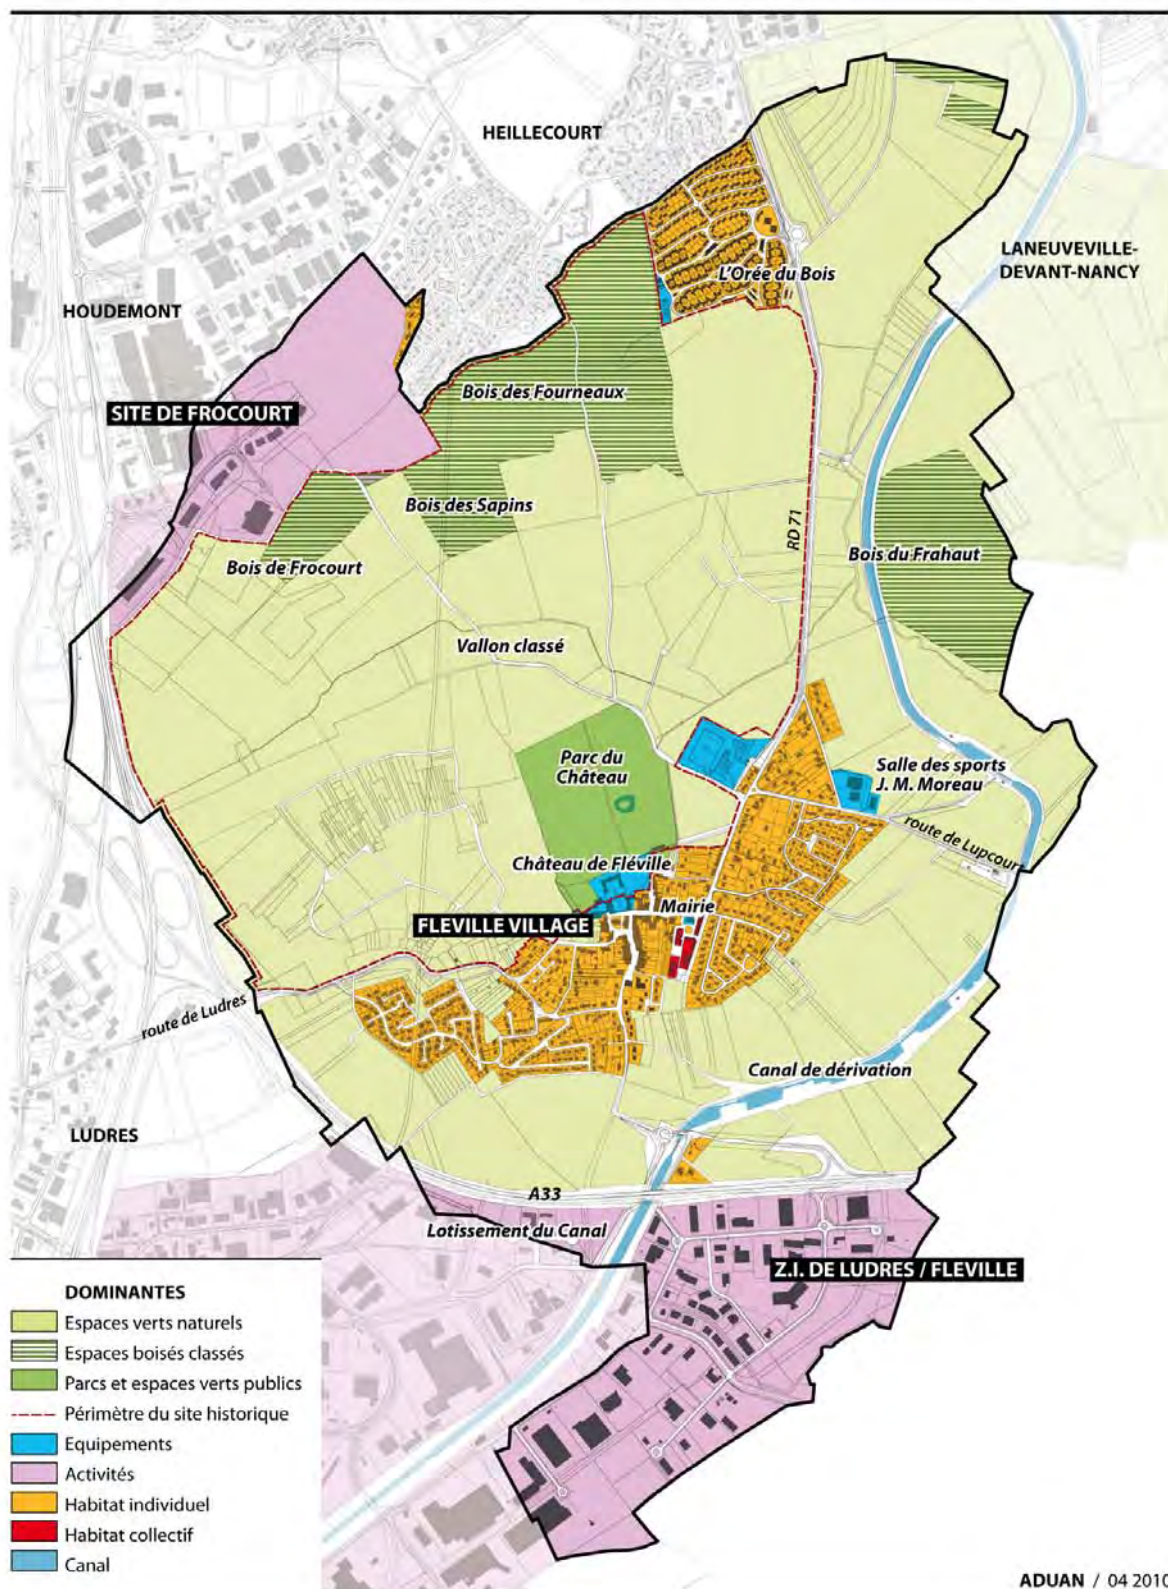 HEILLECOURT
LANEUVEVILLE-
DEVANT-NANCY
L'Orée du Bois
HOUDEMONT
Bois des Fourneaux
SITE DE FROCOURT
Bois des Sapins
RD 71
Bois du Frahaut
Bois de Frocourt
Vallon classé
Parc du
Château
Salle des sports
J. M. Moreau
route de Lupcourt
Château de Fléville
Mairie
FLEVILLE VILLAGE
route de Ludres
Canal de dérivation
LUDRES
A33
Lotissement du Canal
Z.I. DE LUDRES / FLEVILLE
DOMINANTES
Espaces verts naturels
Espaces boisés classés
Parcs et espaces verts publics
Périmètre du site historique
Equipements
Activités
Habitat individuel
Habitat collectif
Canal
ADUAN / 04 2010